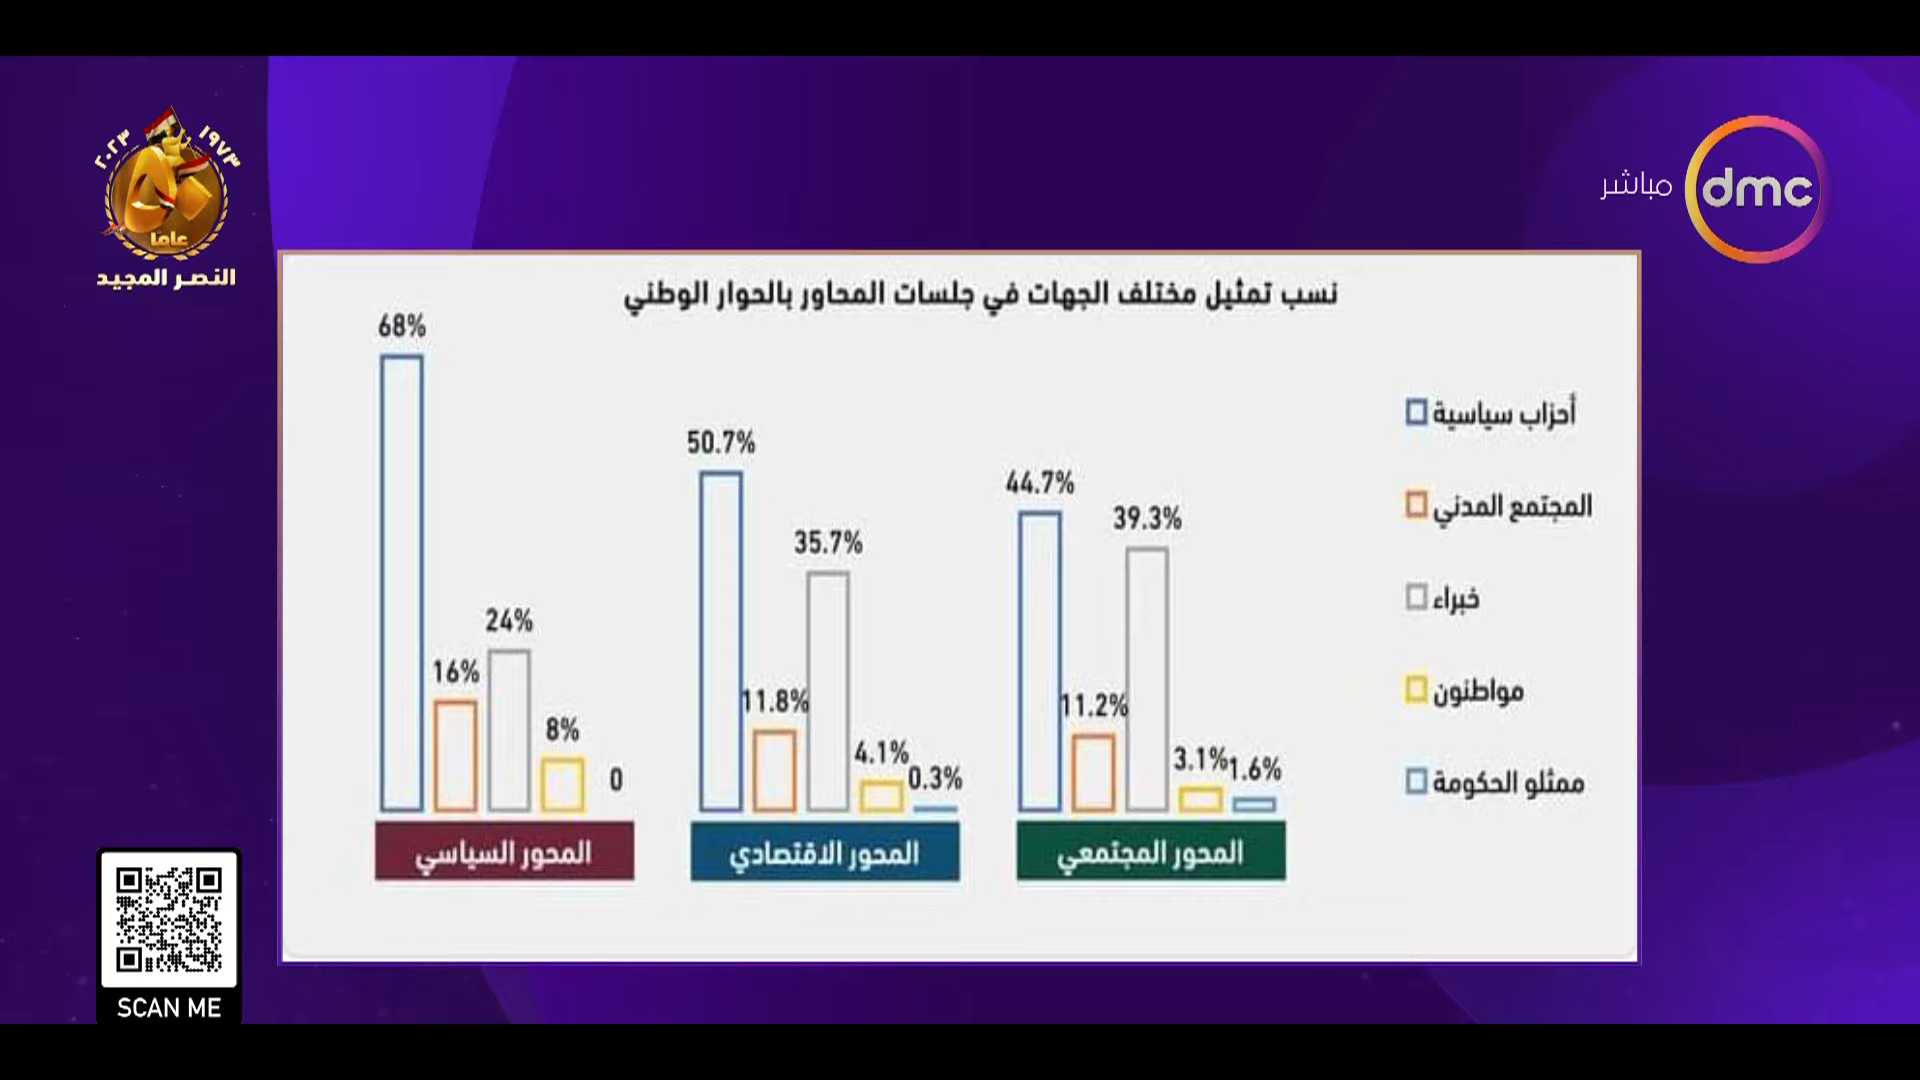 ١٩٧٣
٢٠٢٣
٥٠
عاما
النصر المجيد
مباشر
dmc
نسب تمثيل مختلف الجهات في جلسات المحاور بالحوار الوطني
68%
16%
24%
8%
0
المحور السياسي
50.7%
11.8%
35.7%
4.1%
0.3%
المحور الاقتصادي
44.7%
11.2%
39.3%
3.1%
1.6%
المحور المجتمعي
أحزاب سياسية
المجتمع المدني
خبراء
مواطنون
ممثلو الحكومة
SCAN ME